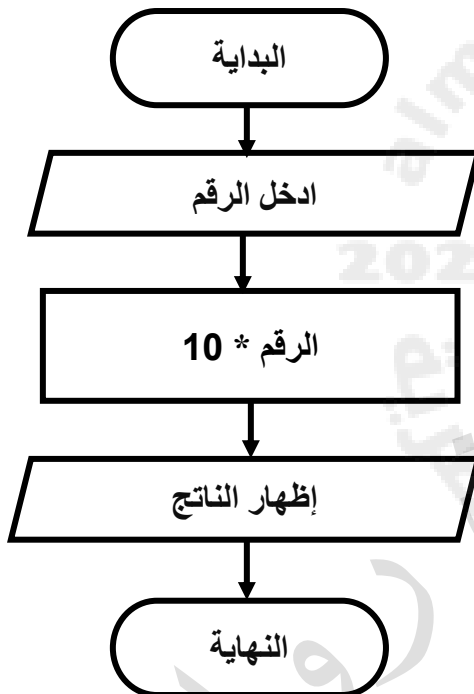 البداية
ادخل الرقم
الرقم * 10
إظهار الناتج
النهاية